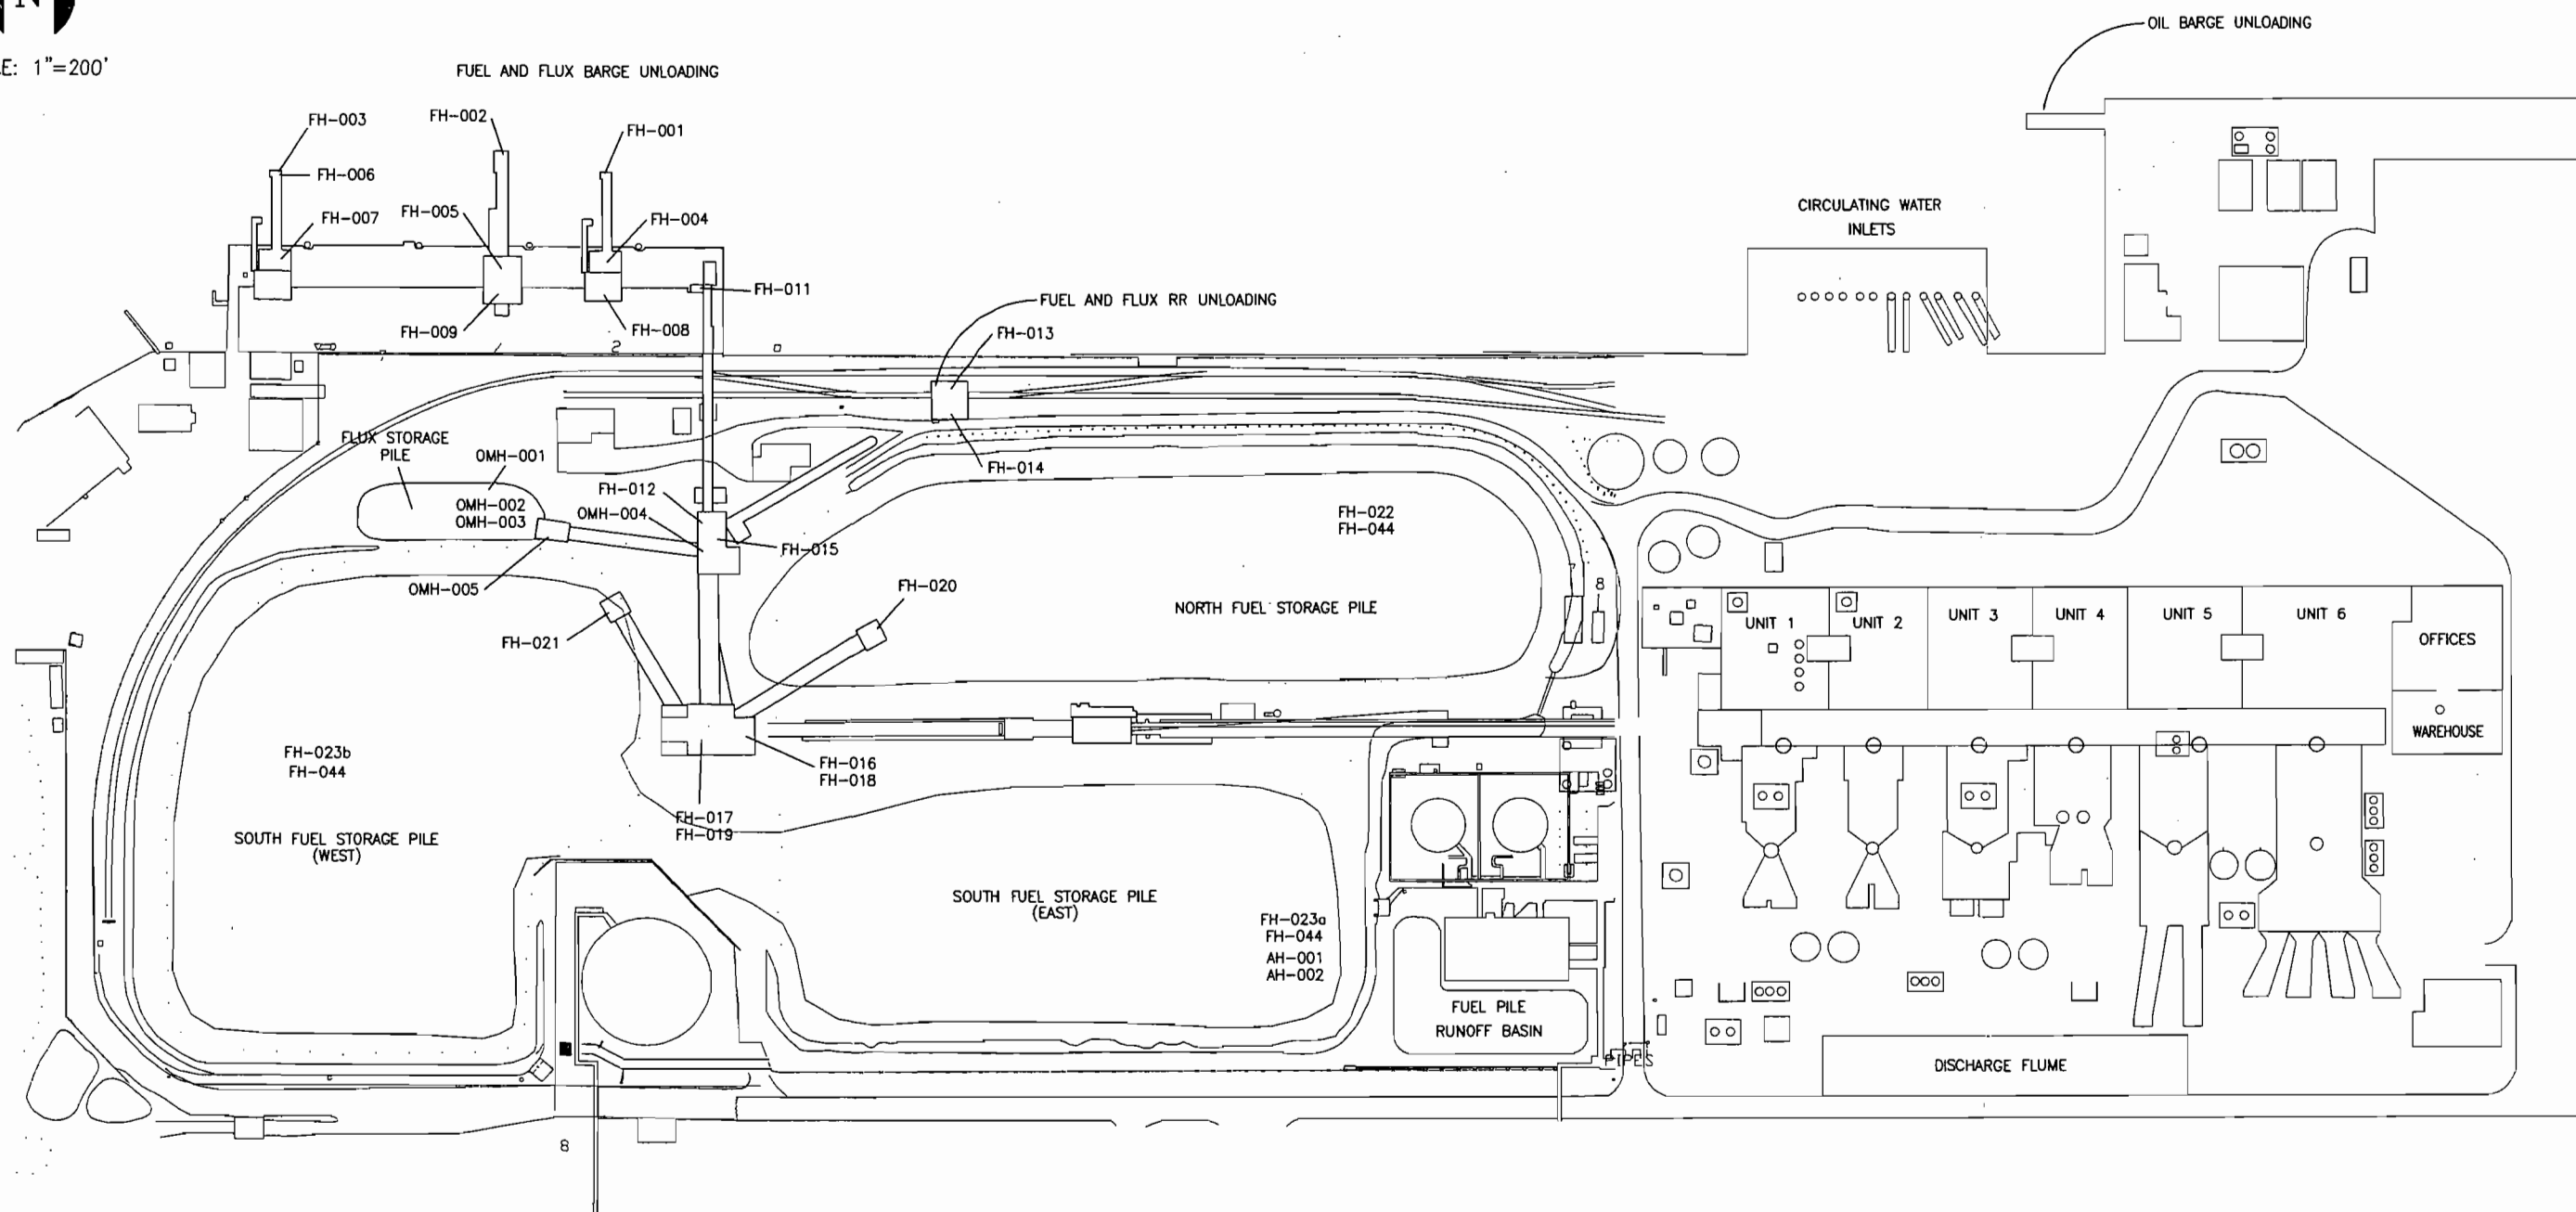 N
E: 1"=200'
OIL BARGE UNLOADING
FUEL AND FLUX BARGE UNLOADING
FH-003
FH-002
FH-001
FH-006
FH-007
FH-005
FH-004
FH-011
FH-009
FH-008
2
FUEL AND FLUX RR UNLOADING
FH-013
FH-014
CIRCULATING WATER
INLETS
FLUX STORAGE
PILE
OMH-001
OMH-002
OMH-003
FH-012
OMH-004
FH-015
OMH-005
FH-021
FH-020
FH-022
FH-044
NORTH FUEL STORAGE PILE
7
8
UNIT 1
UNIT 2
UNIT 3
UNIT 4
UNIT 5
UNIT 6
OFFICES
WAREHOUSE
FH-023b
FH-044
SOUTH FUEL STORAGE PILE
(WEST)
FH-016
FH-018
FH-017
FH-019
SOUTH FUEL STORAGE PILE
(EAST)
FH-023a
FH-044
AH-001
AH-002
FUEL PILE
RUNOFF BASIN
PIPES
DISCHARGE FLUME
8